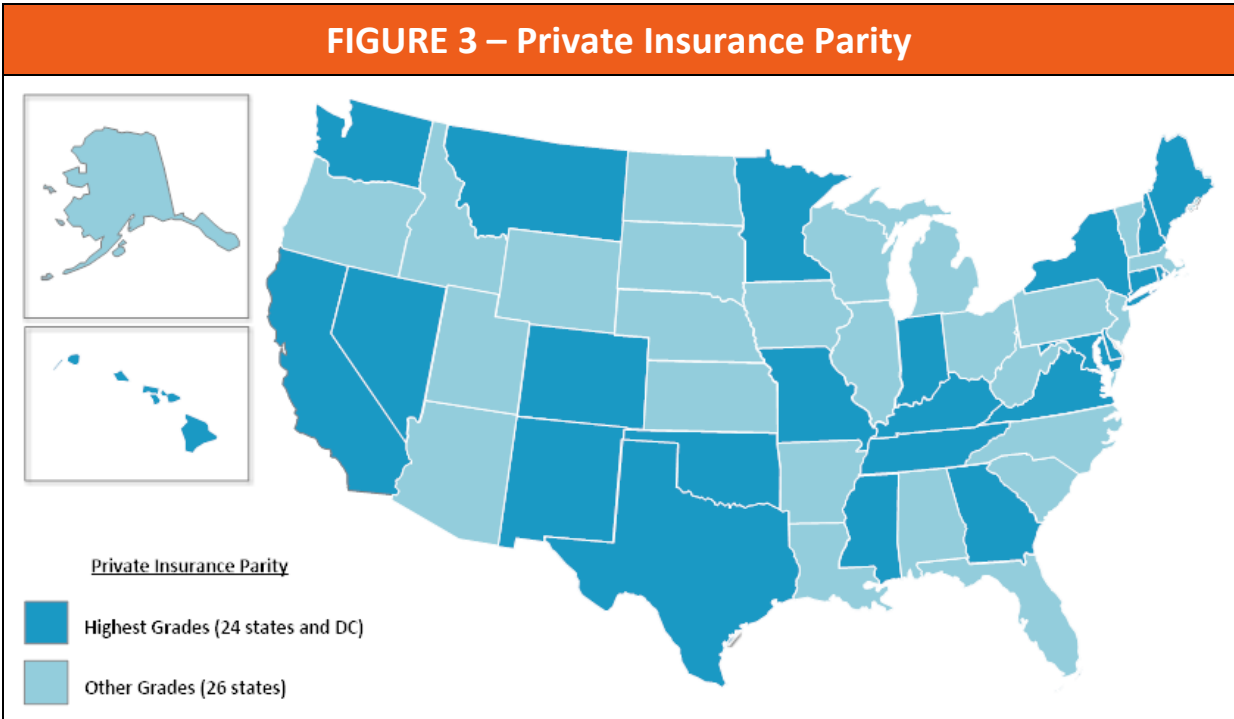 FIGURE 3 – Private Insurance Parity
Private Insurance Parity
Highest Grades (24 states and DC)
Other Grades (26 states)